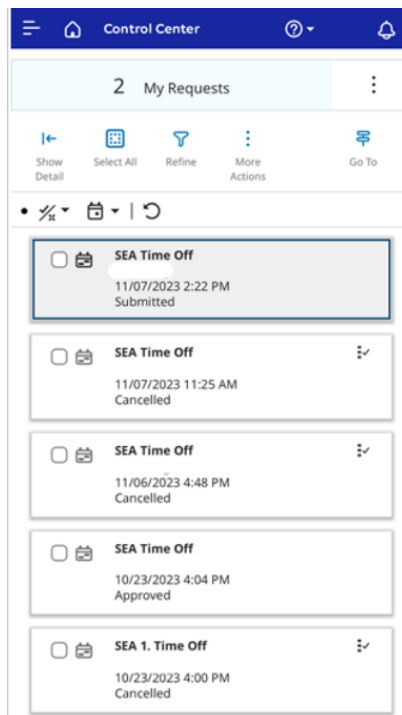 Control Center
2 My Requests
Show Detail
Select All
Refine
More Actions
Go To
SEA Time Off
11/07/2023 2:22 PM
Submitted
SEA Time Off
11/07/2023 11:25 AM
Cancelled
SEA Time Off
11/06/2023 4:48 PM
Cancelled
SEA Time Off
10/23/2023 4:04 PM
Approved
SEA 1. Time Off
10/23/2023 4:00 PM
Cancelled